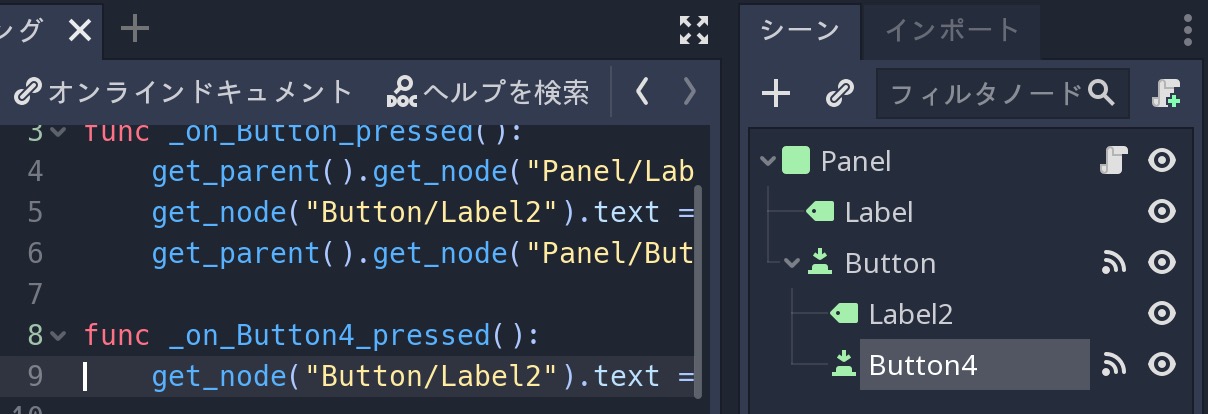 ング
シーン
インポート
オンラインドキュメント
DOC
ヘルプを検索
フィルタノード
3 func _on_Button_pressed():
4 get_parent().get_node("Panel/Lab
5 get_node("Button/Label2").text =
6 get_parent().get_node("Panel/But
7
8 func _on_Button4_pressed():
9 get_node("Button/Label2").text =
10
Panel
Label
Button
Label2
Button4